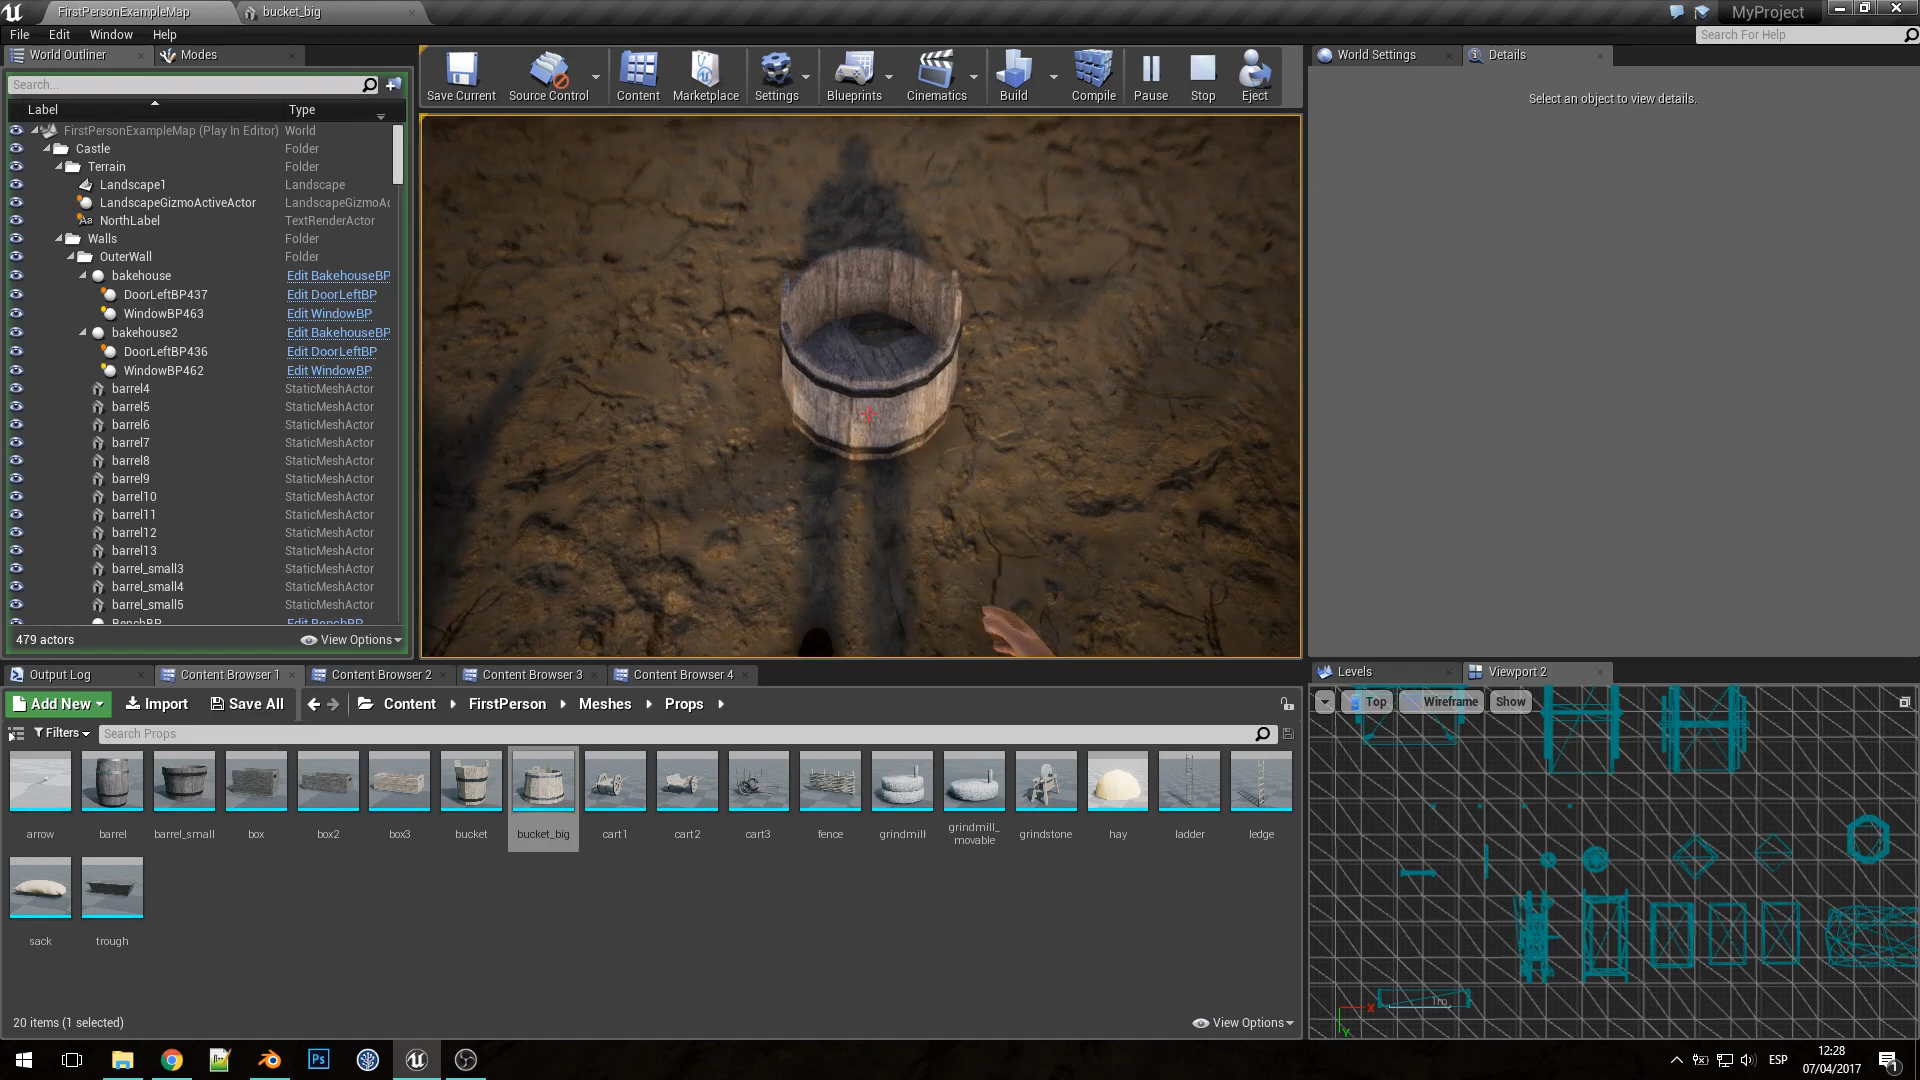 FirstPersonExampleMap
bucket_big
MyProject
File Edit Window Help
Search For Help
World Outliner
Modes
Search...
Label Type
FirstPersonExampleMap (Play In Editor) World
Castle Folder
Terrain Folder
Landscape1 Landscape
LandscapeGizmoActiveActor LandscapeGizmoAc
NorthLabel TextRenderActor
Walls Folder
OuterWall Folder
bakehouse Edit BakehouseBP
DoorLeftBP437 Edit DoorLeftBP
WindowBP463 Edit WindowBP
bakehouse2 Edit BakehouseBP
DoorLeftBP436 Edit DoorLeftBP
WindowBP462 Edit WindowBP
barrel4 StaticMeshActor
barrel5 StaticMeshActor
barrel6 StaticMeshActor
barrel7 StaticMeshActor
barrel8 StaticMeshActor
barrel9 StaticMeshActor
barrel10 StaticMeshActor
barrel11 StaticMeshActor
barrel12 StaticMeshActor
barrel13 StaticMeshActor
barrel_small3 StaticMeshActor
barrel_small4 StaticMeshActor
barrel_small5 StaticMeshActor
BenchBP Edit BenchBP
479 actors
View Options
Save Current Source Control Content Marketplace Settings Blueprints Cinematics Build Compile Pause Stop Eject
World Settings
Details
Select an object to view details.
Output Log
Content Browser 1
Content Browser 2
Content Browser 3
Content Browser 4
Add New Import Save All Content FirstPerson Meshes Props
Filters Search Props
arrow barrel barrel_small box box2 box3 bucket bucket_big cart1 cart2 cart3 fence grindmill grindmill_
movable grindstone hay ladder ledge
sack trough
20 items (1 selected)
View Options
Levels
Viewport 2
Top Wireframe Show
1m
X
Y
Ps
ESP
12:28
07/04/2017
1